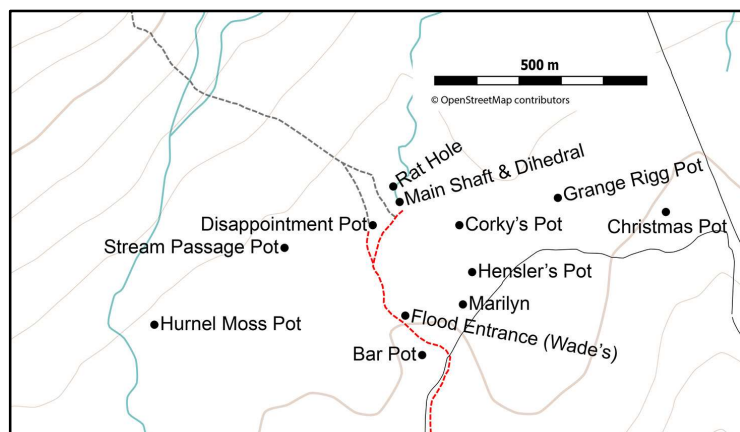 500 m
© OpenStreetMap contributors
Rat Hole
Main Shaft & Dihedral
Grange Rigg Pot
Disappointment Pot
Corky's Pot
Christmas Pot
Stream Passage Pot
Hensler's Pot
Marilyn
Hurnel Moss Pot
Flood Entrance (Wade's)
Bar Pot